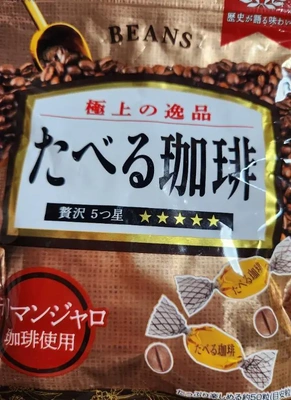 BEANS
歴史が語る味わい
極上の逸品
たべる珈琲
贅沢 5つ星 ★★★★★
マンジャロ
珈琲使用
たべる珈琲
たべる珈琲